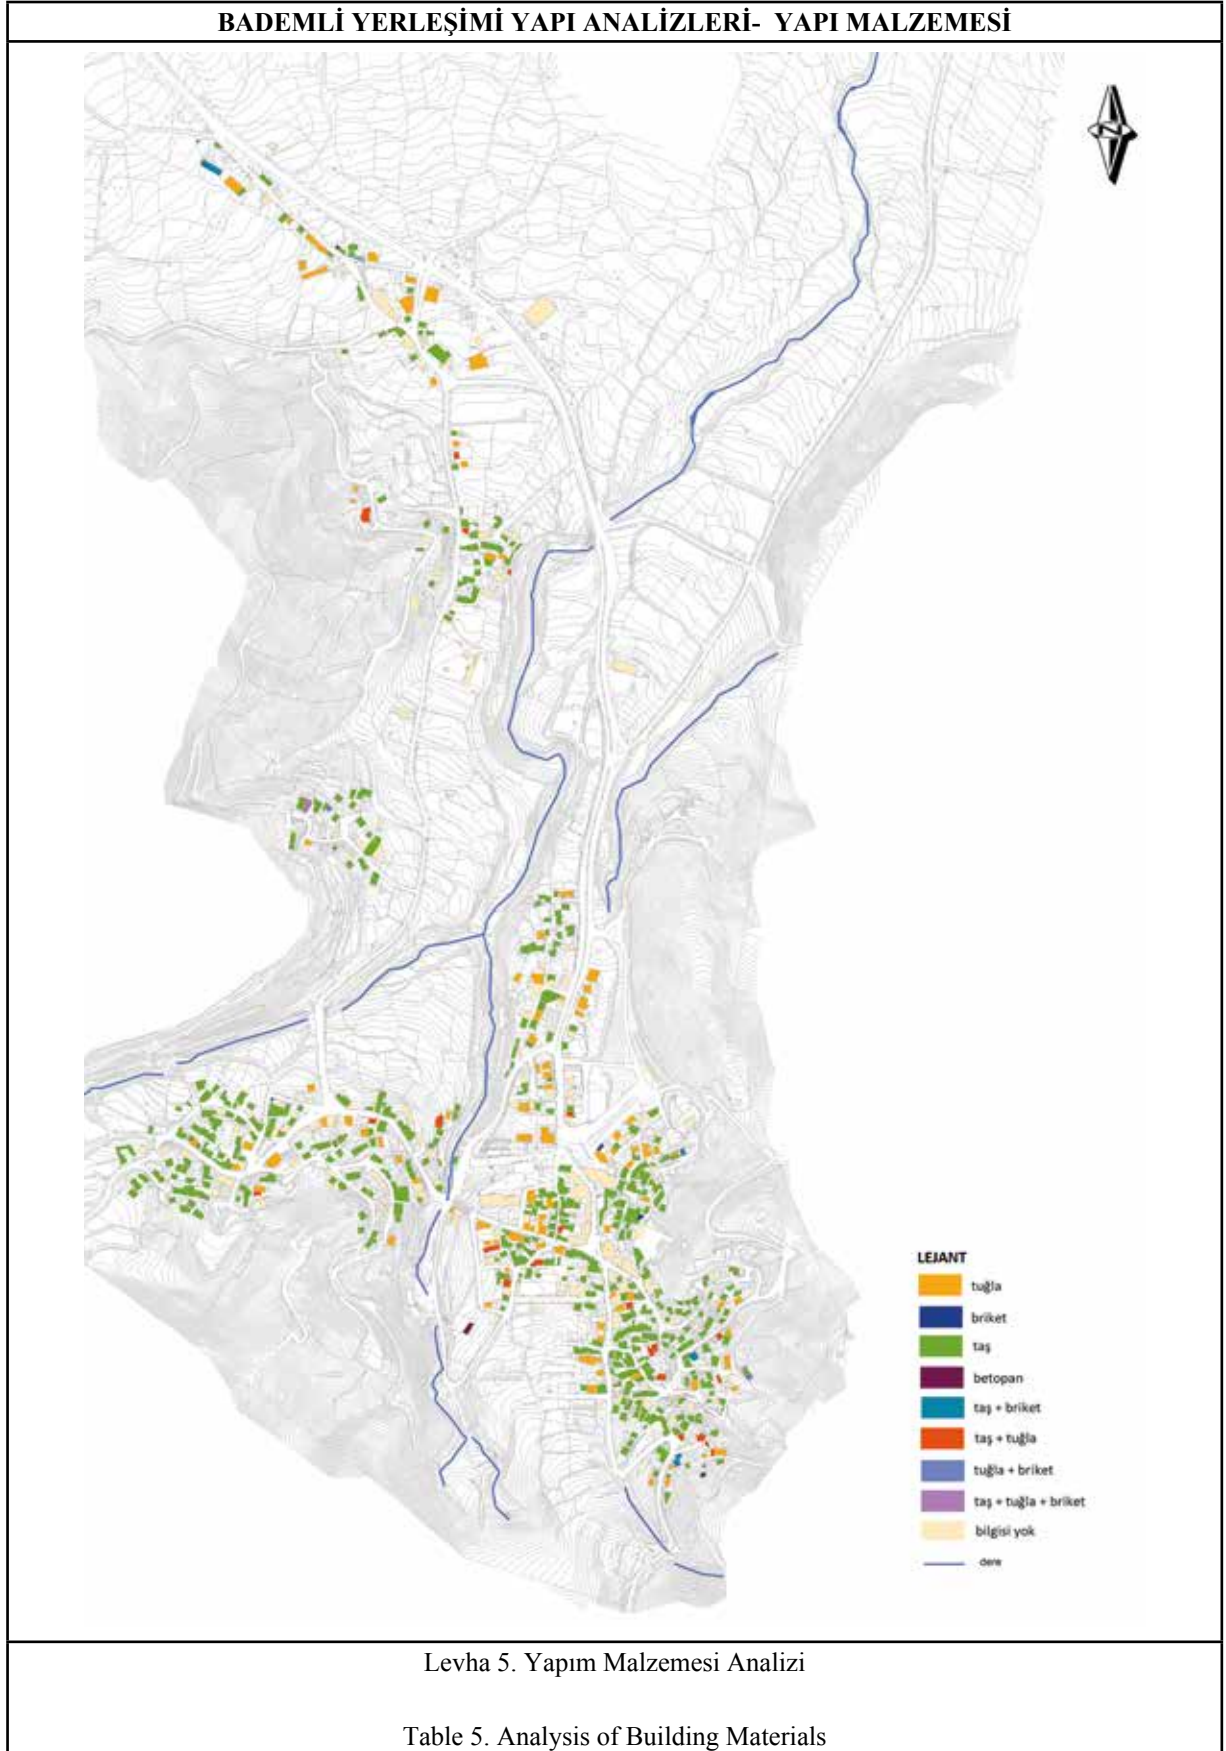 BADEMLİ YERLEŞİMİ YAPI ANALİZLERİ- YAPI MALZEMESİ
N
LEJANT
tuğla
briket
taş
betopan
taş + briket
taş + tuğla
tuğla + briket
taş + tuğla + briket
bilgisi yok
dere
Levha 5. Yapım Malzemesi Analizi
Table 5. Analysis of Building Materials